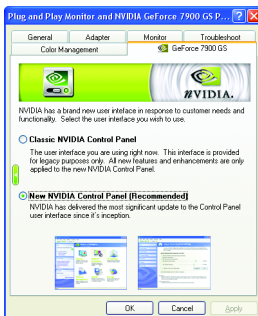 Plug and Play Monitor and NVIDIA GeForce 7900 GS P...
General Adapter Monitor Troubleshoot
Color Management GeForce 7900 GS
NVIDIA.
NVIDIA has a brand new user interface in response to customer needs and
functionality. Select the user interface you wish to use.
Classic NVIDIA Control Panel
The user interface you are using right now. This interface is provided
for legacy purposes only. All new features and enhancements are only
applied to the new NVIDIA Control Panel.
New NVIDIA Control Panel (Recommended)
NVIDIA has delivered the most significant update to the Control Panel
user interface since it's inception.
OK Cancel Apply